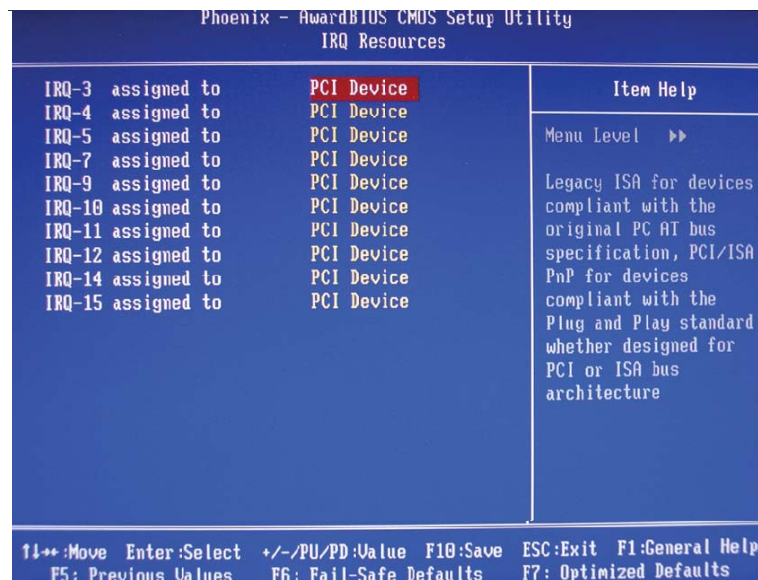 Phoenix - AwardBIOS CMOS Setup Utility
IRQ Resources
IRQ-3 assigned to PCI Device
IRQ-4 assigned to PCI Device
IRQ-5 assigned to PCI Device
IRQ-7 assigned to PCI Device
IRQ-9 assigned to PCI Device
IRQ-10 assigned to PCI Device
IRQ-11 assigned to PCI Device
IRQ-12 assigned to PCI Device
IRQ-14 assigned to PCI Device
IRQ-15 assigned to PCI Device
Item Help
Menu Level ▸▸
Legacy ISA for devices
compliant with the
original PC AT bus
specification, PCI/ISA
PnP for devices
compliant with the
Plug and Play standard
whether designed for
PCI or ISA bus
architecture
↑↓→←:Move Enter:Select +/-/PU/PD:Value F10:Save ESC:Exit F1:General Help
F5: Previous Values F6: Fail-Safe Defaults F7: Optimized Defaults